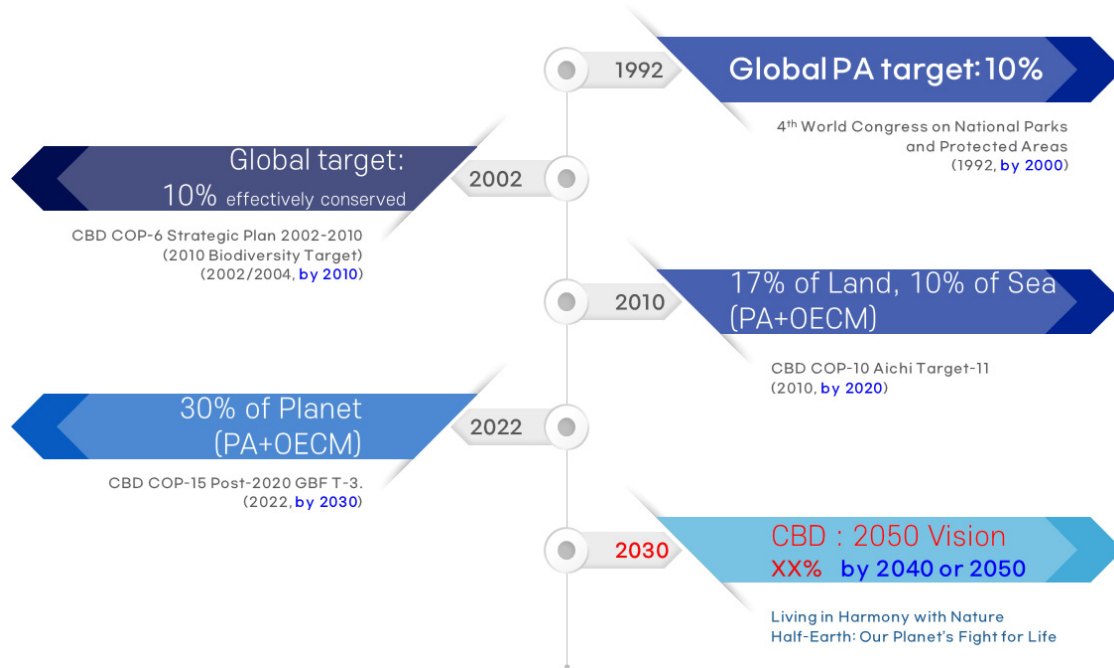 1992
Global PA target: 10%
4th World Congress on National Parks
and Protected Areas
(1992, by 2000)
2002
Global target:
10% effectively conserved
CBD COP-6 Strategic Plan 2002-2010
(2010 Biodiversity Target)
(2002/2004, by 2010)
2010
17% of Land, 10% of Sea
(PA+OECM)
CBD COP-10 Aichi Target-11
(2010, by 2020)
2022
30% of Planet
(PA+OECM)
CBD COP-15 Post-2020 GBF T-3.
(2022, by 2030)
2030
CBD : 2050 Vision
XX% by 2040 or 2050
Living in Harmony with Nature
Half-Earth: Our Planet's Fight for Life